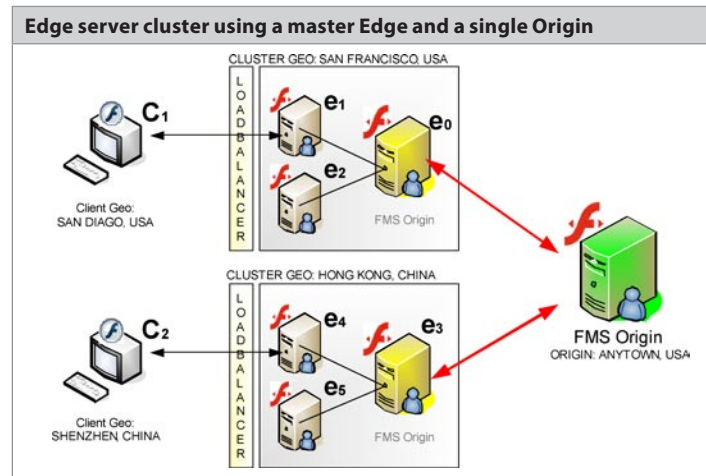 Edge server cluster using a master Edge and a single Origin
CLUSTER GEO: SAN FRANCISCO, USA
LOADBALANCER
C1
e1
e0
e2
Client Geo:
SAN DIAGO, USA
FMS Origin
CLUSTER GEO: HONG KONG, CHINA
LOADBALANCER
C2
e4
e3
e5
Client Geo:
SHENZHEN, CHINA
FMS Origin
FMS Origin
ORIGIN: ANYTOWN, USA